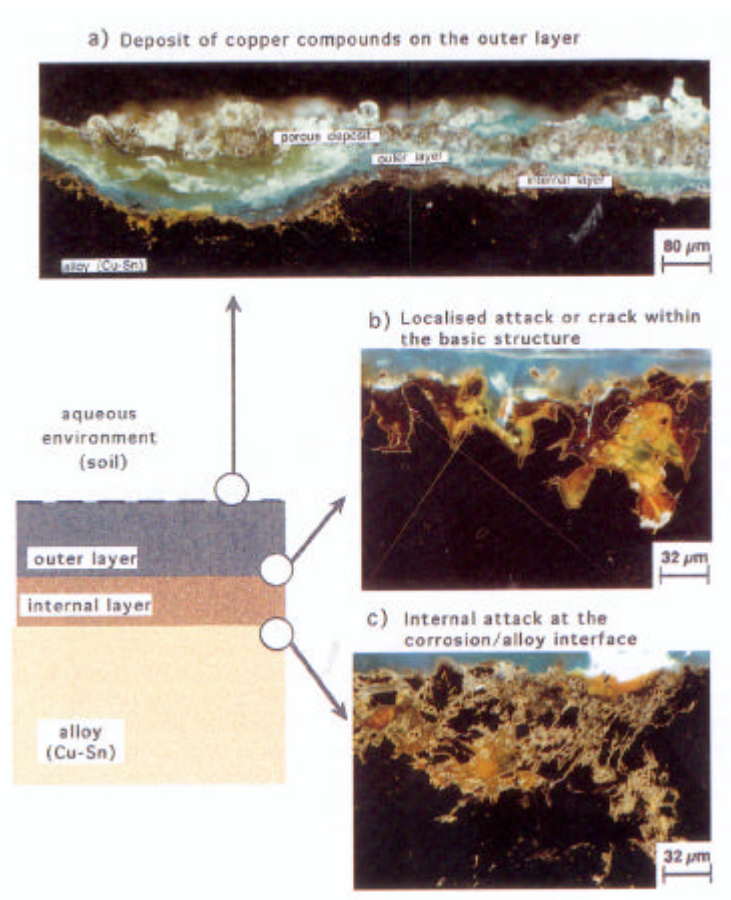 a) Deposit of copper compounds on the outer layer
porous deposit
outer layer
internal layer
alloy (Cu-Sn)
80 µm
b) Localised attack or crack within
the basic structure
32 µm
aqueous
environment
(soil)
outer layer
internal layer
alloy
(Cu-Sn)
c) Internal attack at the
corrosion/alloy interface
32 µm